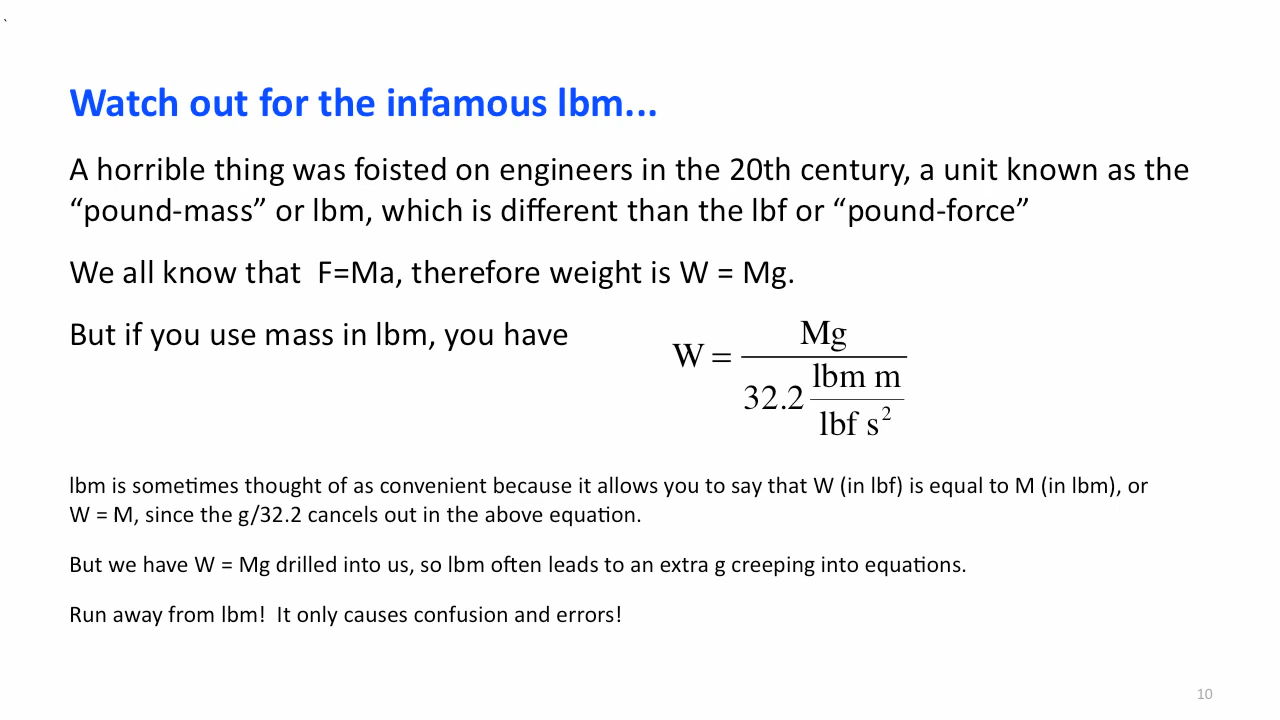 `
Watch out for the infamous lbm...
A horrible thing was foisted on engineers in the 20th century, a unit known as the
“pound-mass” or lbm, which is different than the lbf or “pound-force”
We all know that  F=Ma, therefore weight is W = Mg.
But if you use mass in lbm, you have
W = Mg / (32.2 lbm m / lbf s²)
lbm is sometimes thought of as convenient because it allows you to say that W (in lbf) is equal to M (in lbm), or
W = M, since the g/32.2 cancels out in the above equation.
But we have W = Mg drilled into us, so lbm often leads to an extra g creeping into equations.
Run away from lbm!  It only causes confusion and errors!
10